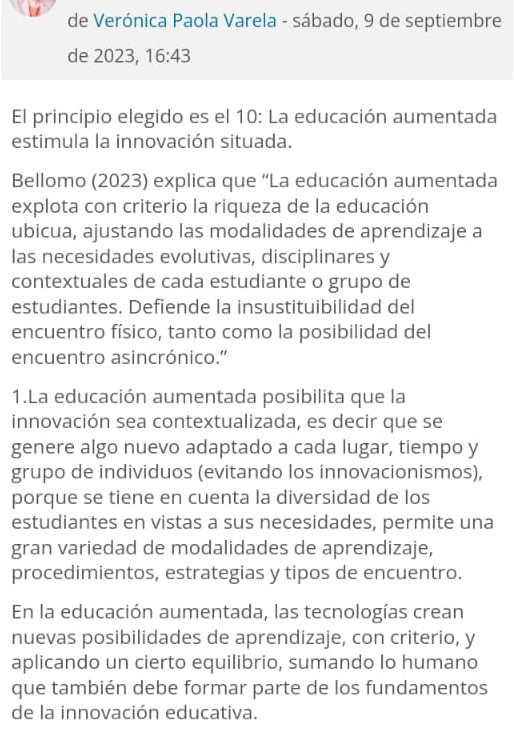 de Verónica Paola Varela - sábado, 9 de septiembre
de 2023, 16:43
El principio elegido es el 10: La educación aumentada
estimula la innovación situada.
Bellomo (2023) explica que “La educación aumentada
explota con criterio la riqueza de la educación
ubicua, ajustando las modalidades de aprendizaje a
las necesidades evolutivas, disciplinares y
contextuales de cada estudiante o grupo de
estudiantes. Defiende la insustituibilidad del
encuentro físico, tanto como la posibilidad del
encuentro asincrónico.”
1.La educación aumentada posibilita que la
innovación sea contextualizada, es decir que se
genere algo nuevo adaptado a cada lugar, tiempo y
grupo de individuos (evitando los innovacionismos),
porque se tiene en cuenta la diversidad de los
estudiantes en vistas a sus necesidades, permite una
gran variedad de modalidades de aprendizaje,
procedimientos, estrategias y tipos de encuentro.
En la educación aumentada, las tecnologías crean
nuevas posibilidades de aprendizaje, con criterio, y
aplicando un cierto equilibrio, sumando lo humano
que también debe formar parte de los fundamentos
de la innovación educativa.